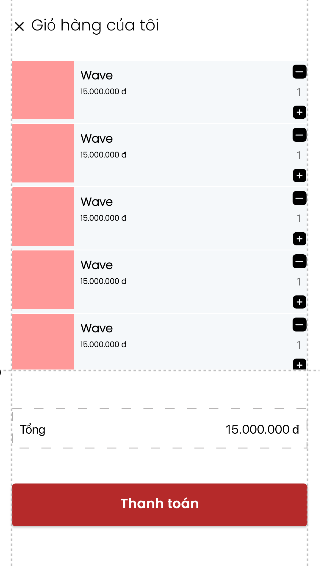 Giỏ hàng của tôi
Wave
15.000.000 đ
1
Wave
15.000.000 đ
1
Wave
15.000.000 đ
1
Wave
15.000.000 đ
1
Wave
15.000.000 đ
1
Tổng 15.000.000 đ
Thanh toán